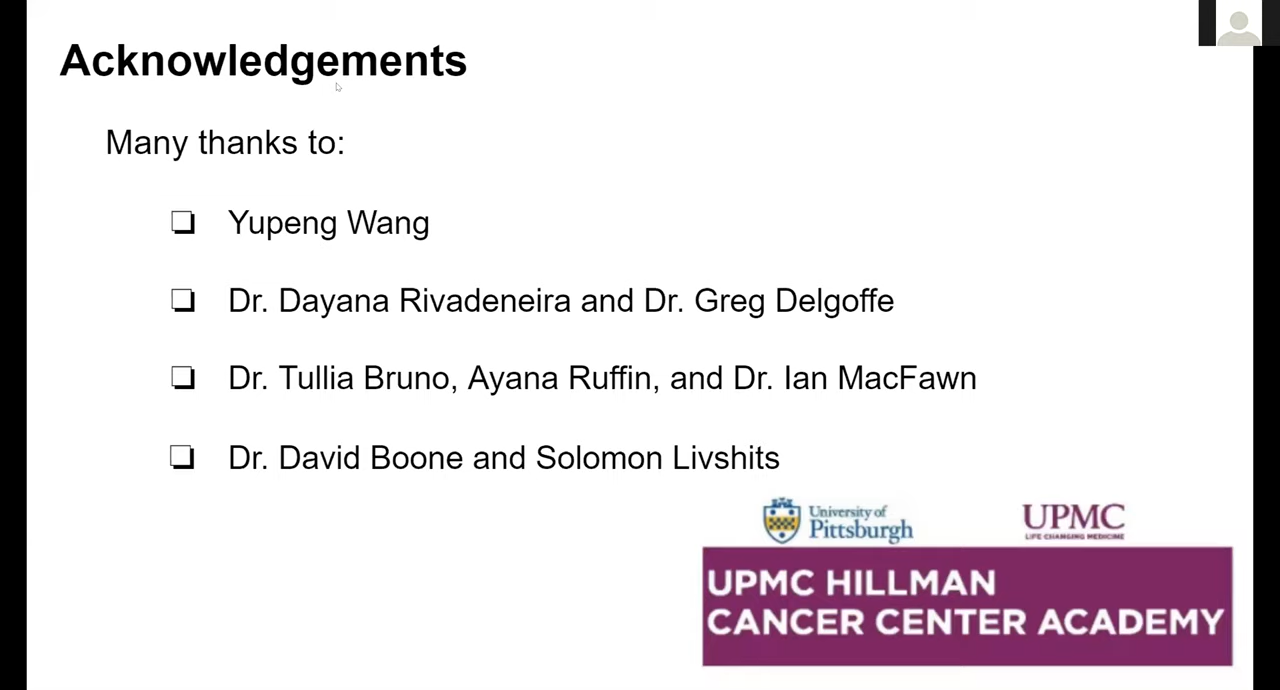 Acknowledgements
Many thanks to:
❏ Yupeng Wang
❏ Dr. Dayana Rivadeneira and Dr. Greg Delgoffe
❏ Dr. Tullia Bruno, Ayana Ruffin, and Dr. Ian MacFawn
❏ Dr. David Boone and Solomon Livshits
University of
Pittsburgh
UPMC
LIFE CHANGING MEDICINE
UPMC HILLMAN
CANCER CENTER ACADEMY